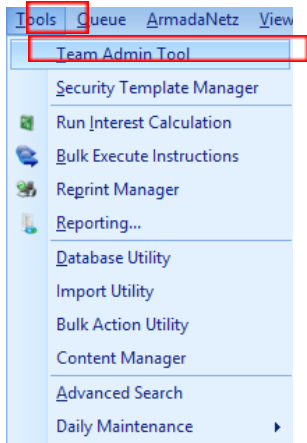 Tools Queue ArmadaNetz View
Team Admin Tool
Security Template Manager
Run Interest Calculation
Bulk Execute Instructions
Reprint Manager
Reporting...
Database Utility
Import Utility
Bulk Action Utility
Content Manager
Advanced Search
Daily Maintenance